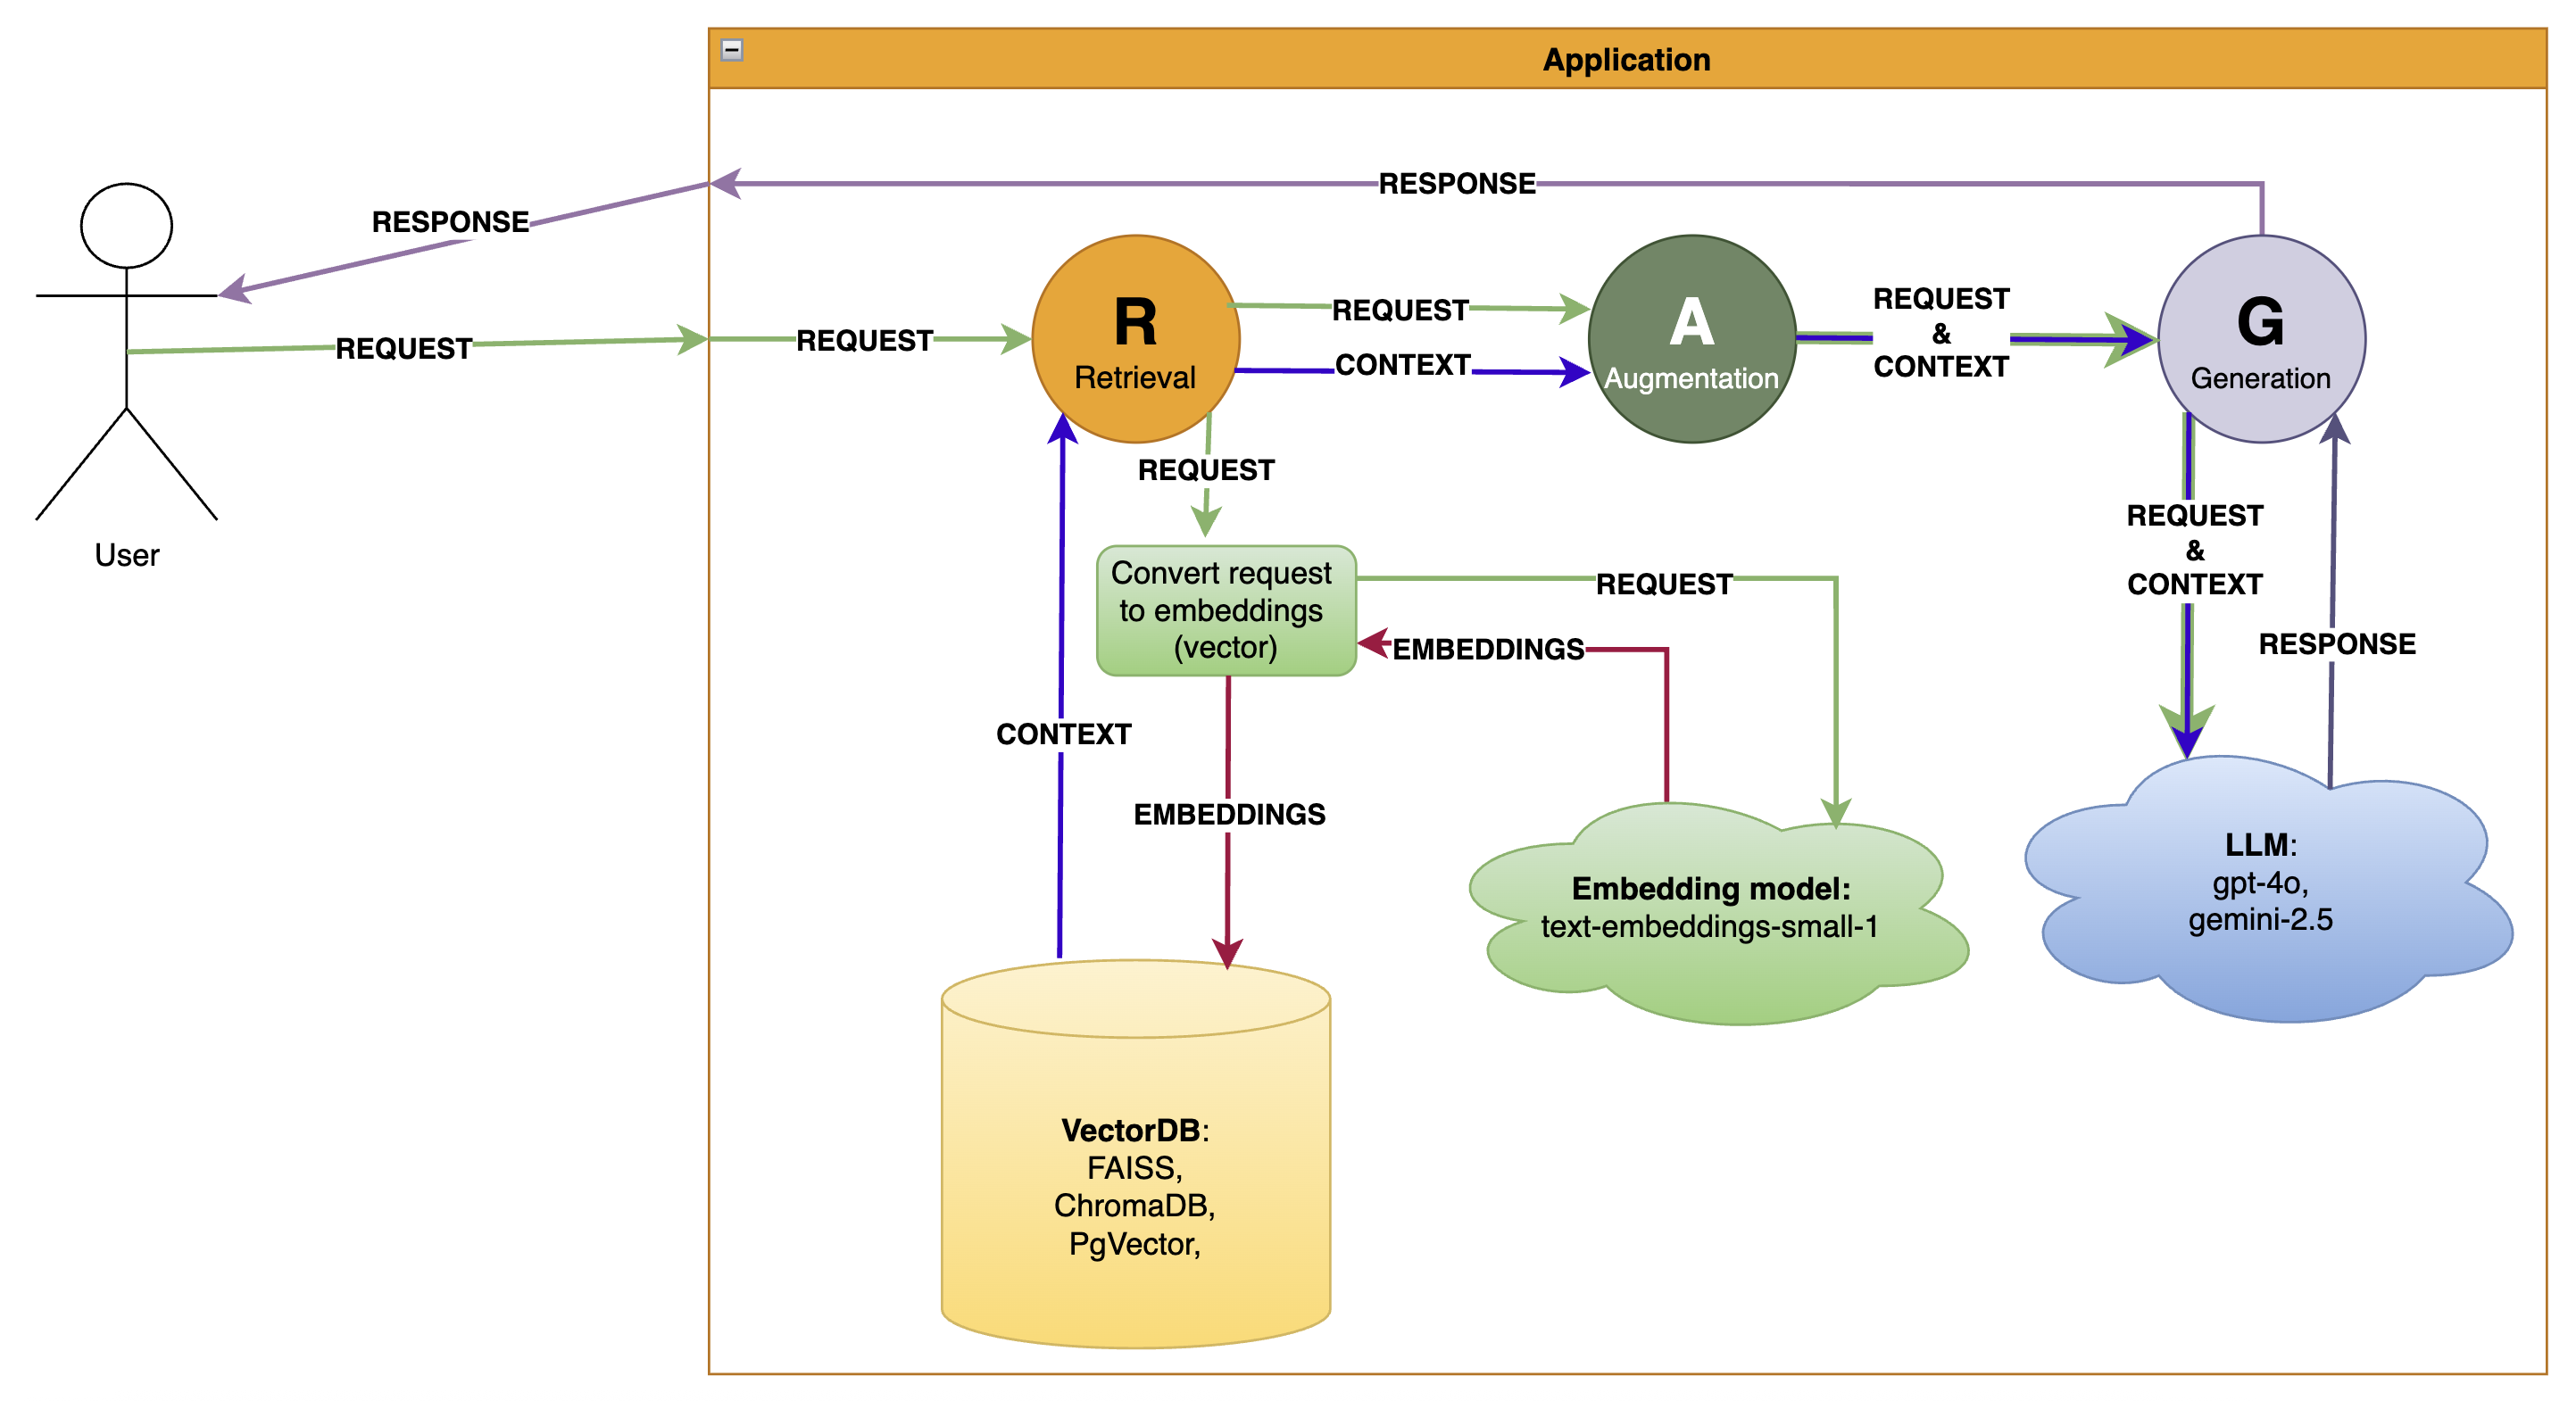 Application
RESPONSE
RESPONSE
REQUEST
REQUEST
R
Retrieval
REQUEST
CONTEXT
A
Augmentation
REQUEST
&
CONTEXT
G
Generation
User
REQUEST
Convert request
to embeddings
(vector)
REQUEST
EMBEDDINGS
REQUEST
&
CONTEXT
RESPONSE
CONTEXT
EMBEDDINGS
Embedding model:
text-embeddings-small-1
LLM:
gpt-4o,
gemini-2.5
VectorDB:
FAISS,
ChromaDB,
PgVector,